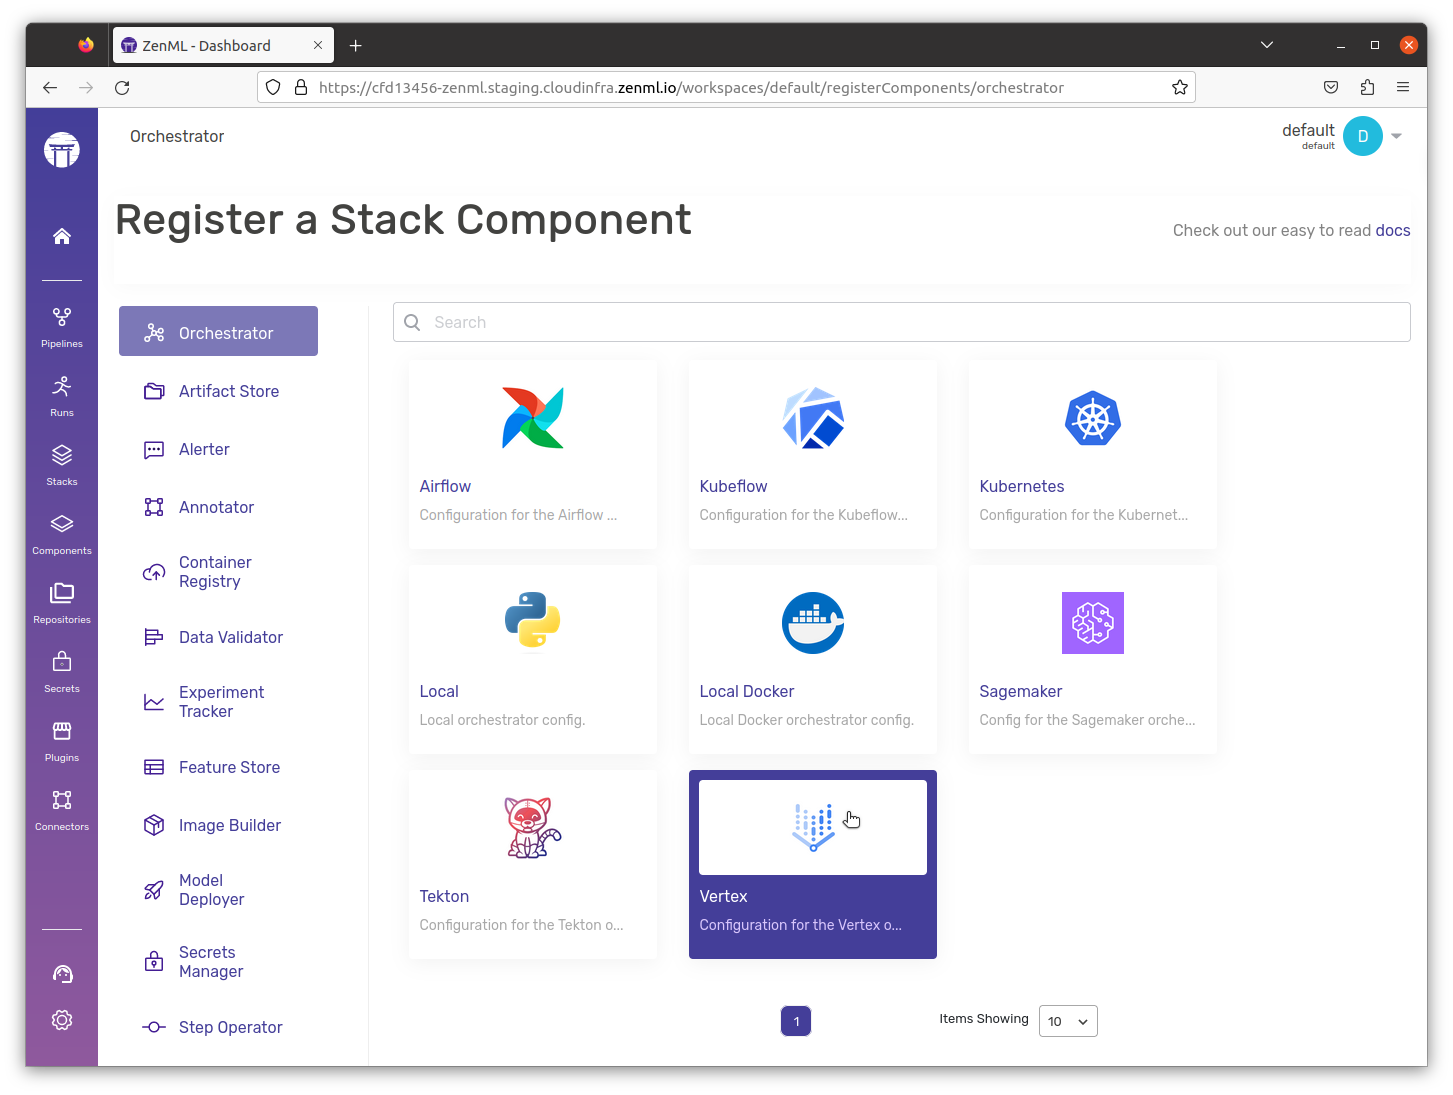 ZenML - Dashboard
https://cfd13456-zenml.staging.cloudinfra.zenml.io/workspaces/default/registerComponents/orchestrator
Orchestrator
default
default
D
Register a Stack Component
Check out our easy to read docs
Pipelines
Runs
Stacks
Components
Repositories
Secrets
Plugins
Connectors
Orchestrator
Artifact Store
Alerter
Annotator
Container
Registry
Data Validator
Experiment
Tracker
Feature Store
Image Builder
Model
Deployer
Secrets
Manager
Step Operator
Search
Airflow
Configuration for the Airflow ...
Kubeflow
Configuration for the Kubeflow...
Kubernetes
Configuration for the Kubernet...
Local
Local orchestrator config.
Local Docker
Local Docker orchestrator config.
Sagemaker
Config for the Sagemaker orche...
Tekton
Configuration for the Tekton o...
Vertex
Configuration for the Vertex o...
1
Items Showing
10